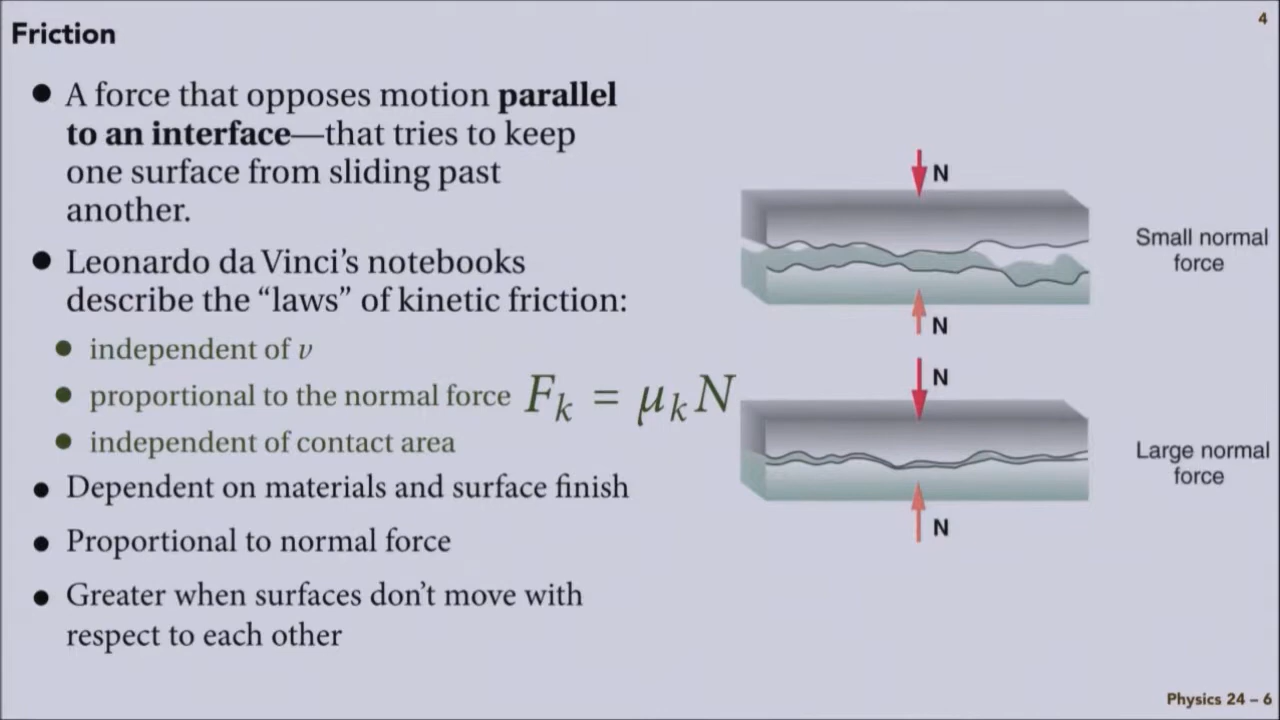 4
Friction
● A force that opposes motion parallel
to an interface—that tries to keep
one surface from sliding past
another.
● Leonardo da Vinci’s notebooks
describe the “laws” of kinetic friction:
● independent of v
● proportional to the normal force F_k = μ_k N
● independent of contact area
● Dependent on materials and surface finish
● Proportional to normal force
● Greater when surfaces don’t move with
respect to each other
N
Small normal
force
N
N
Large normal
force
N
Physics 24 – 6